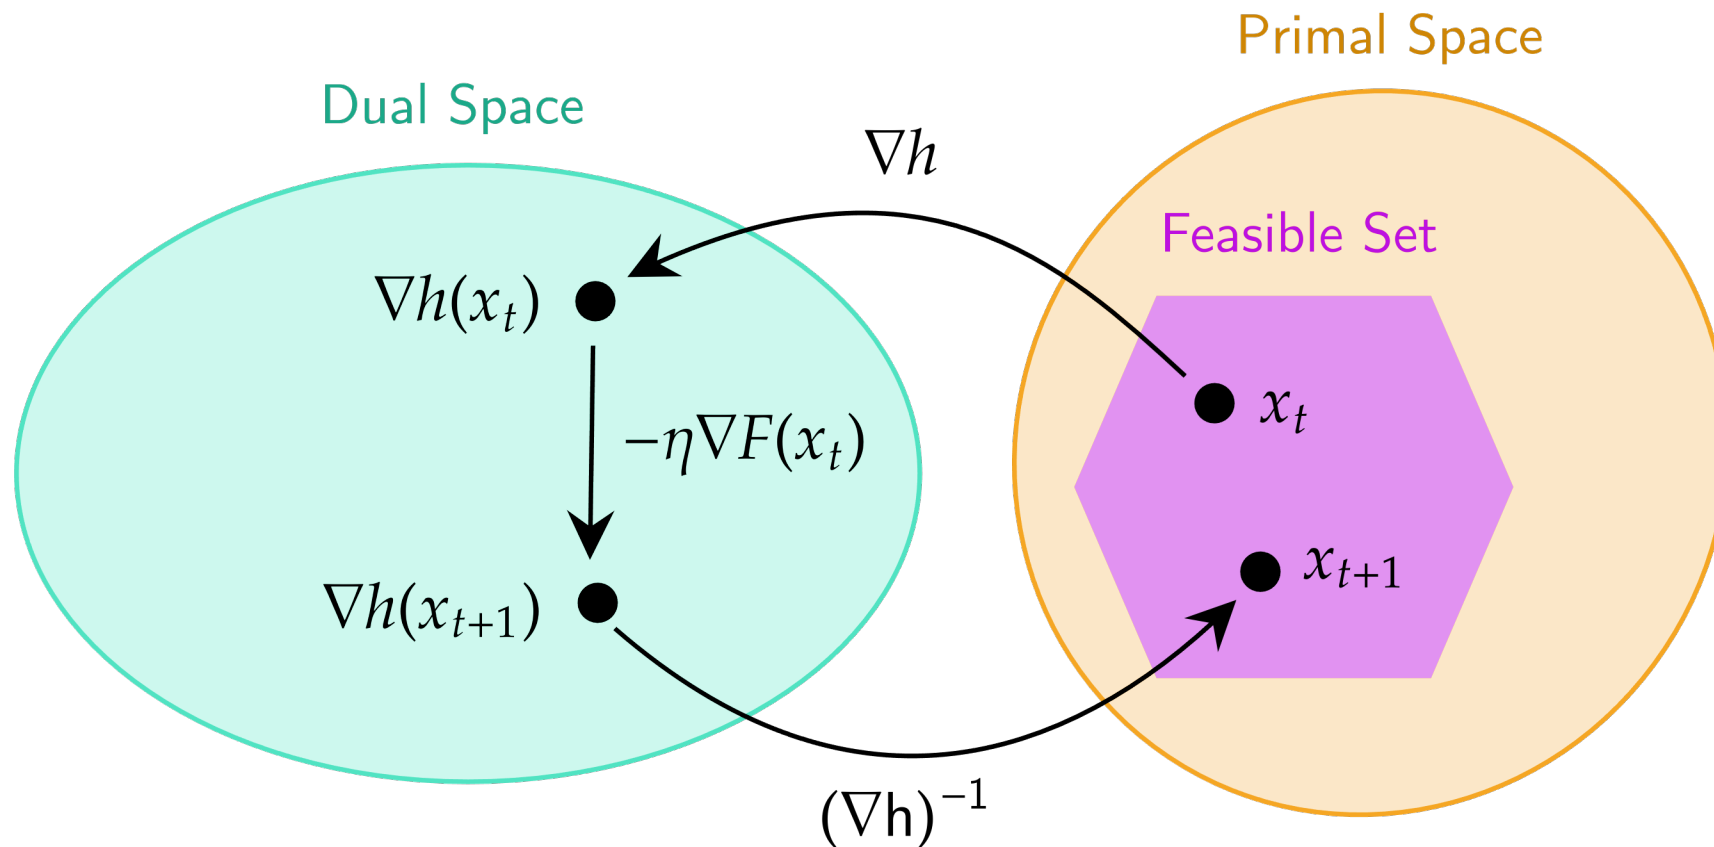 Primal Space
Dual Space
∇h
Feasible Set
∇h(x_t)
x_t
−η∇F(x_t)
x_{t+1}
∇h(x_{t+1})
(∇h)^{−1}